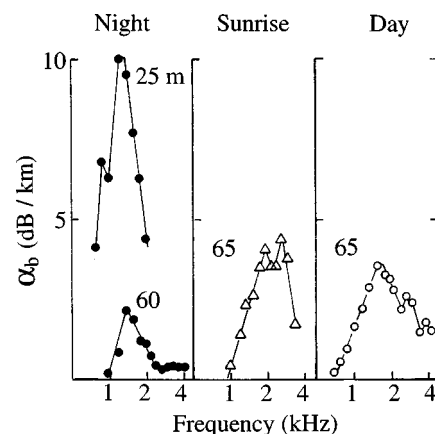 Night Sunrise Day
10
25 m
5
65 65
60
αb (dB / km)
1 2 4 1 2 4 1 2 4
Frequency (kHz)